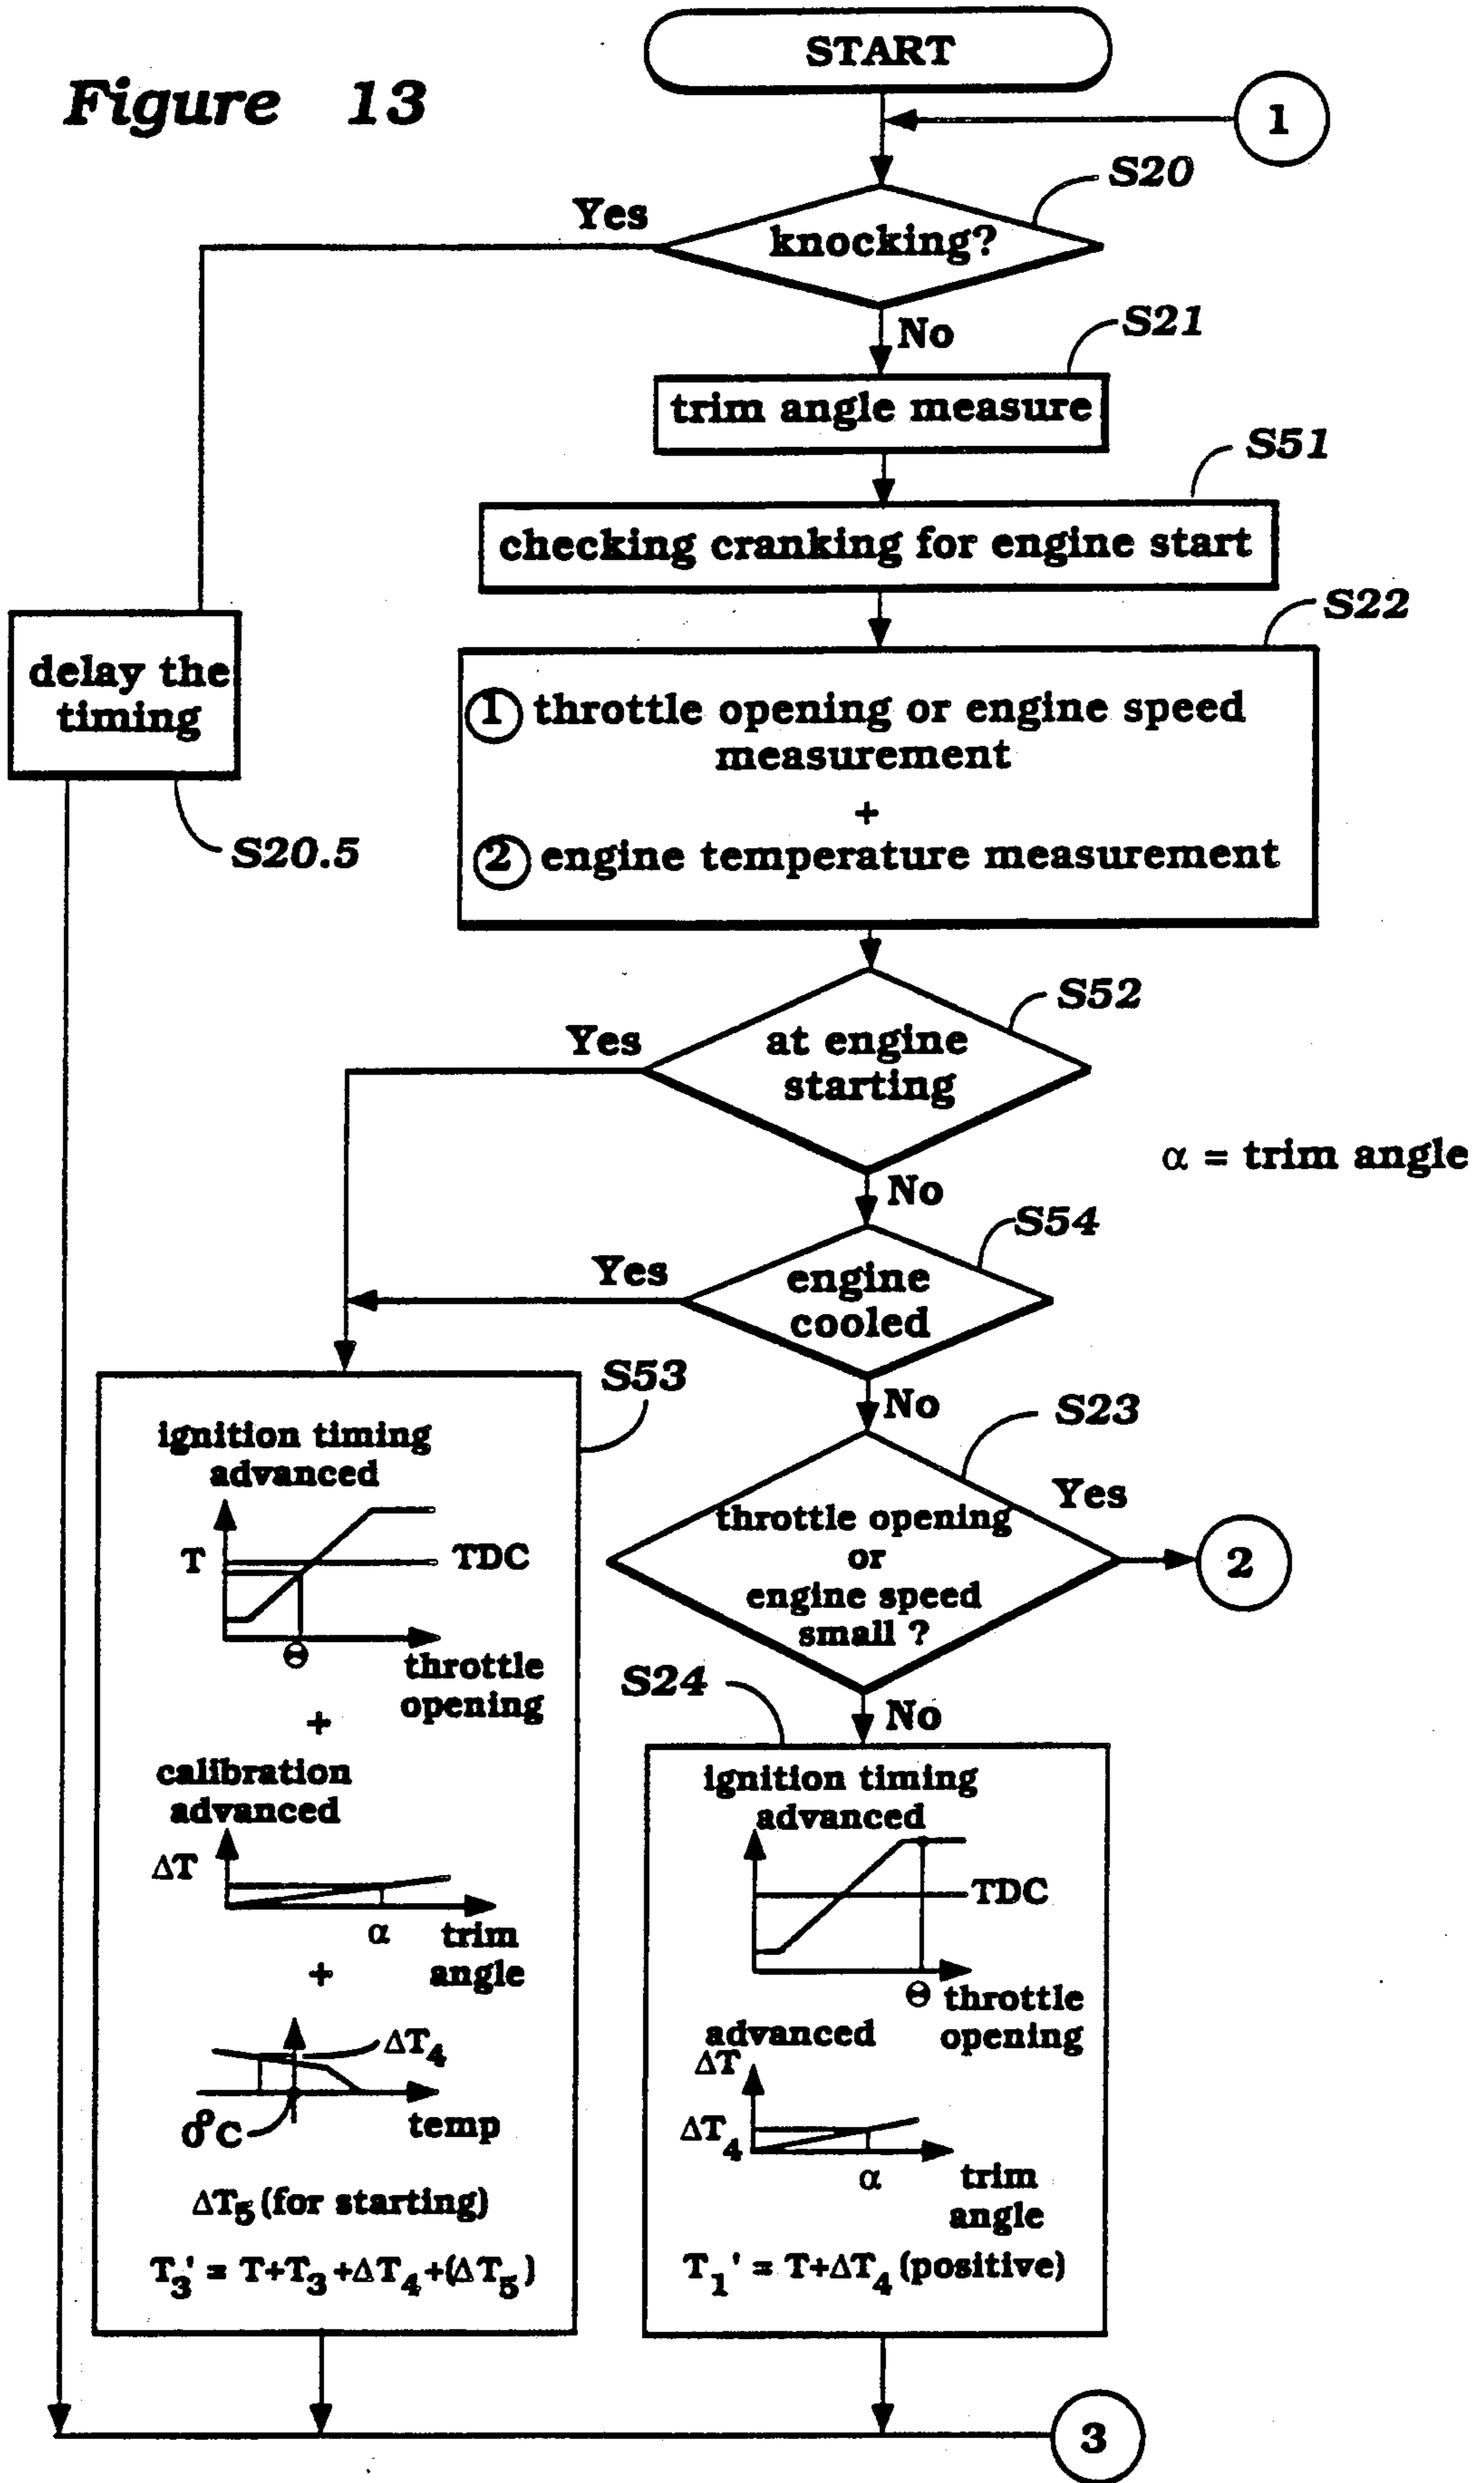 Figure 13
START
1
S20
Yes
knocking?
No
S21
trim angle measure
S51
checking cranking for engine start
S22
delay the
timing
S20.5
① throttle opening or engine speed
measurement
+
② engine temperature measurement
S52
Yes
at engine
starting
α = trim angle
No
S54
Yes
engine
cooled
No
S53
S23
Yes
throttle opening
or
engine speed
small ?
2
ignition timing
advanced
T
TDC
Θ
throttle
opening
+
calibration
advanced
ΔT
α
trim
angle
+
ΔT4
0°C
temp
ΔT5 (for starting)
T3' = T+T3+ΔT4+(ΔT5)
S24
No
ignition timing
advanced
TDC
Θ throttle
opening
advanced
ΔT
ΔT4
α
trim
angle
T1' = T+ΔT4 (positive)
3